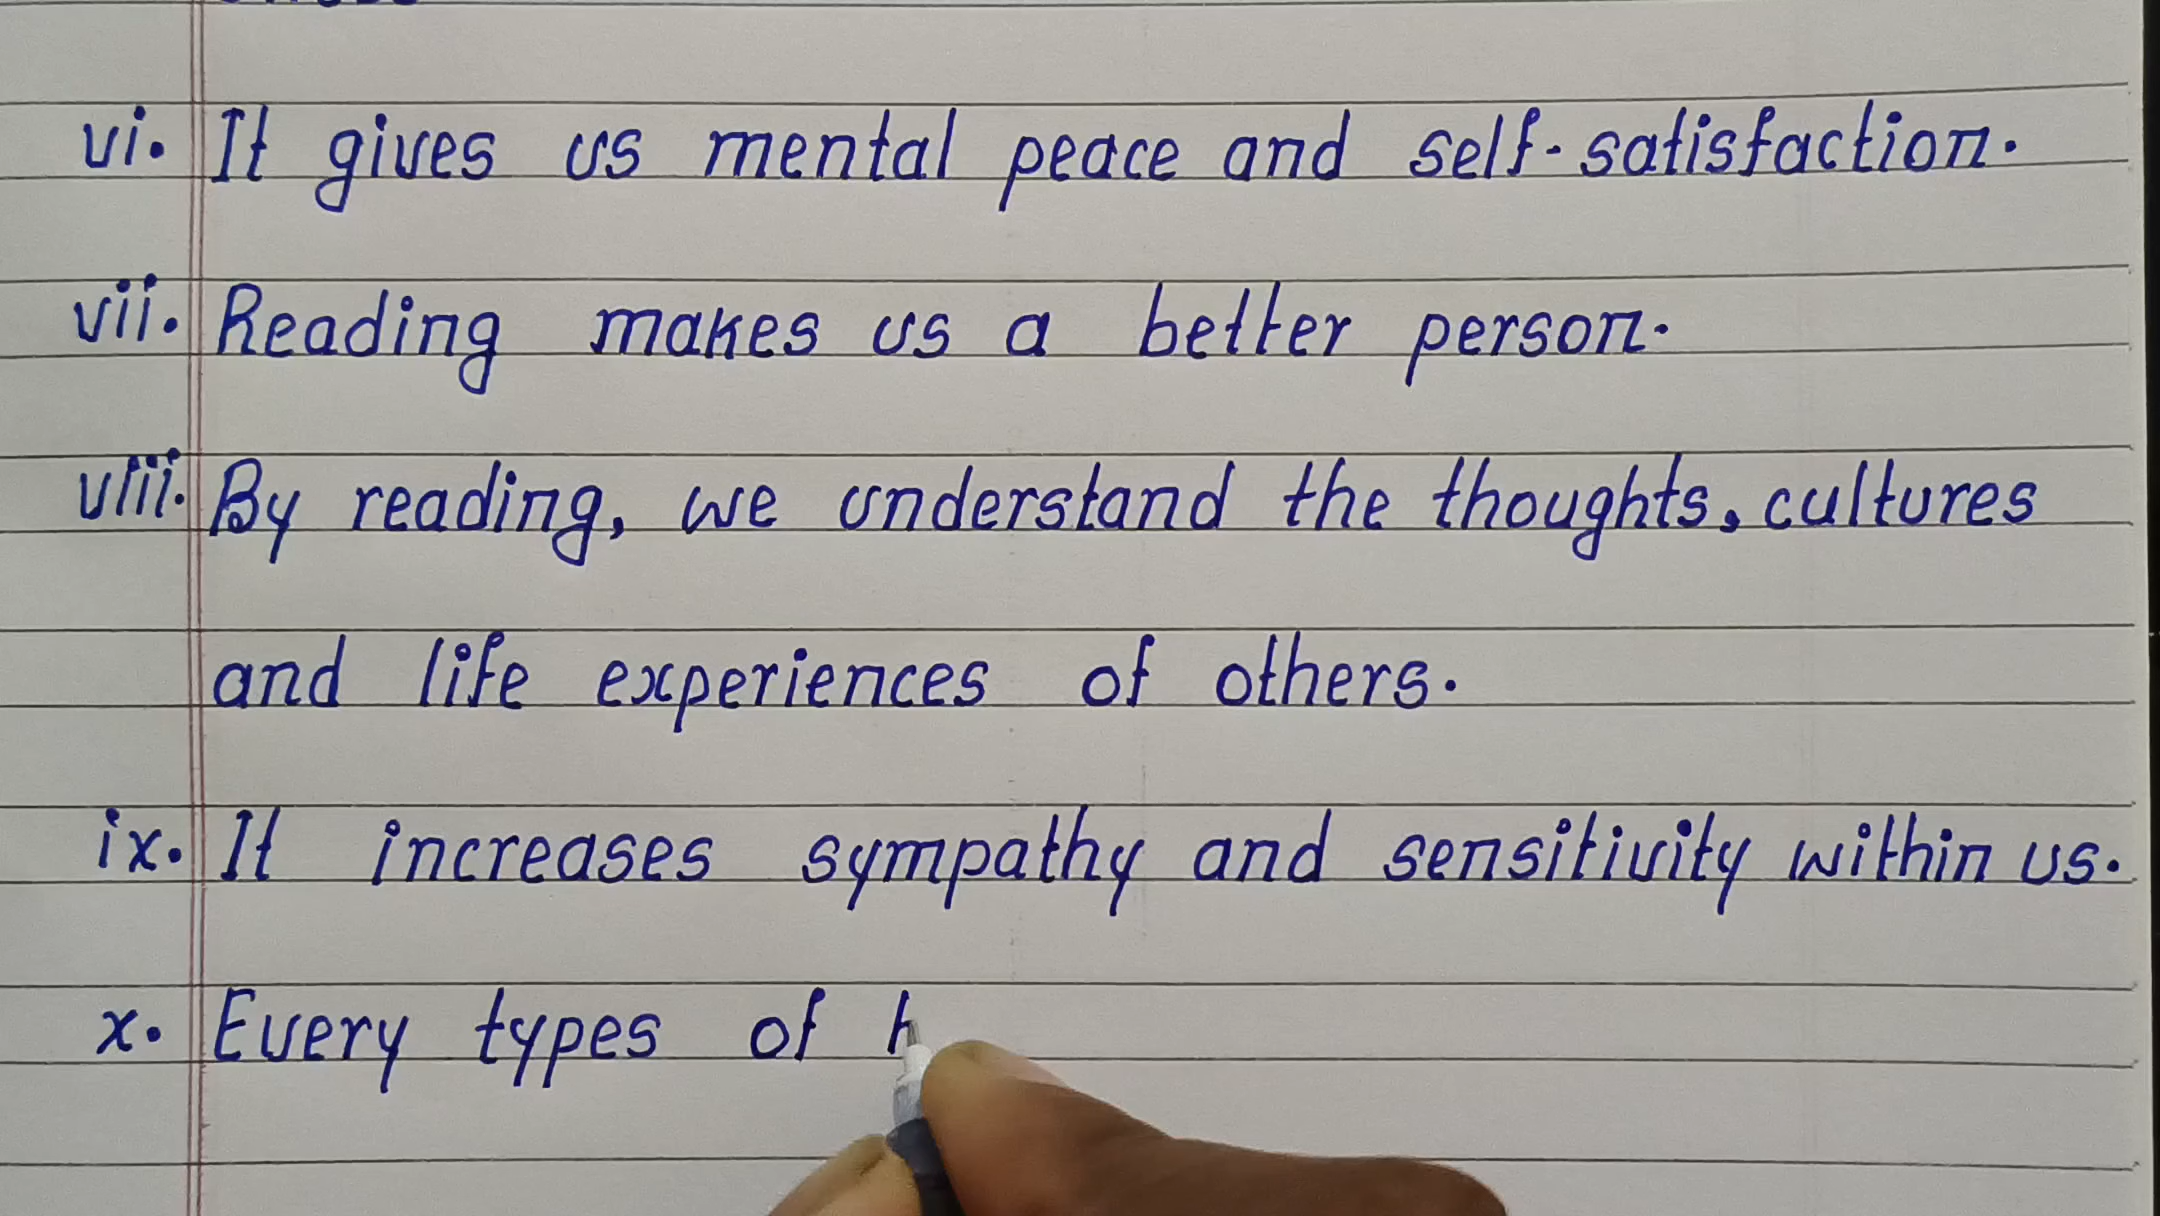 vi. It gives us mental peace and self-satisfaction.
vii. Reading makes us a better person.
viii. By reading, we understand the thoughts, cultures
and life experiences of others.
ix. It increases sympathy and sensitivity within us.
x. Every types of